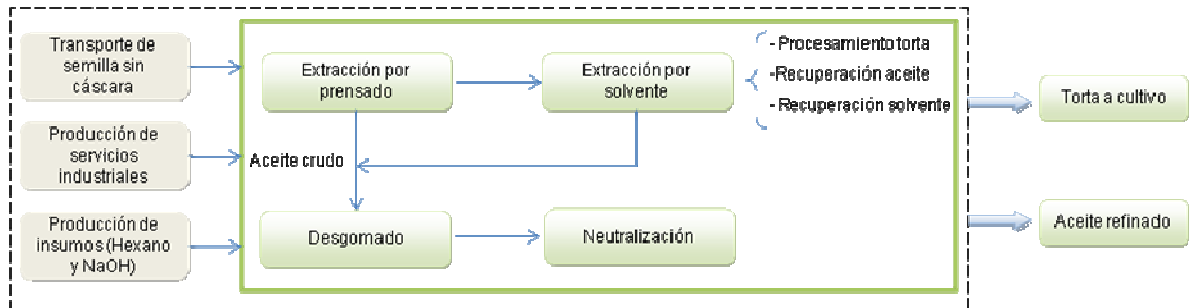 Transporte de
semilla sin
cáscara
Producción de
servicios
industriales
Producción de
insumos (Hexano
y NaOH)
Extracción por
prensado
Extracción por
solvente
- Procesamiento torta
- Recuperación aceite
- Recuperación solvente
Aceite crudo
Desgomado
Neutralización
Torta a cultivo
Aceite refinado